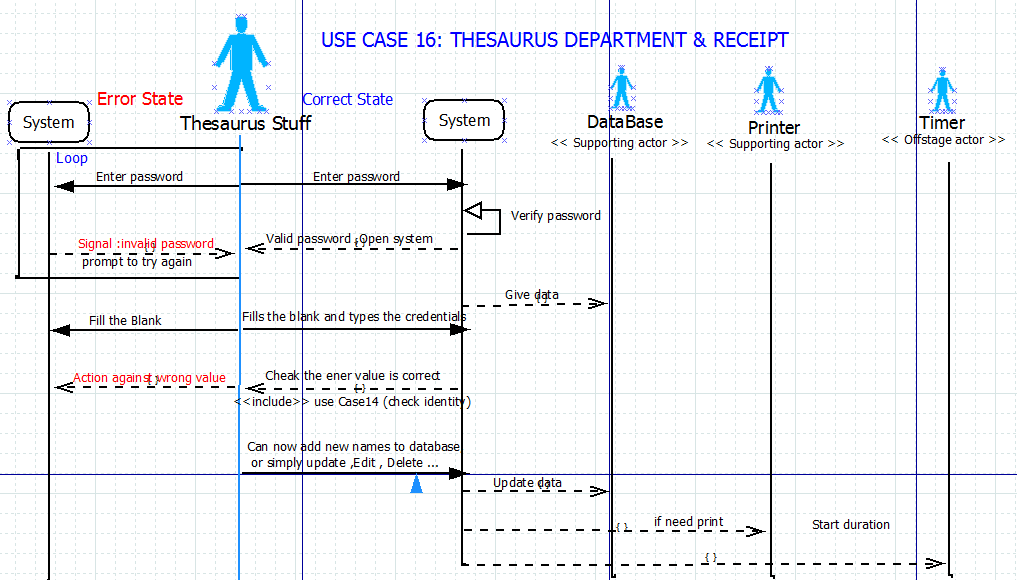 USE CASE 16: THESAURUS DEPARTMENT & RECEIPT
Error State
Correct State
System
Thesaurus Stuff
System
DataBase
<< Supporting actor >>
Printer
<< Supporting actor >>
Timer
<< Offstage actor >>
Loop
Enter password
Enter password
Verify password
Signal :invalid password
{ }
prompt to try again
Valid password :Open system
{ }
Give data
{ }
Fill the Blank
Fills the blank and types the credentials
Action against wrong value
{ }
Cheak the ener value is correct
{ }
<<include>> use Case14 (check identity)
Can now add new names to database
or simply update ,Edit , Delete ...
Update data
{ }
if need print
{ }
Start duration
{ }